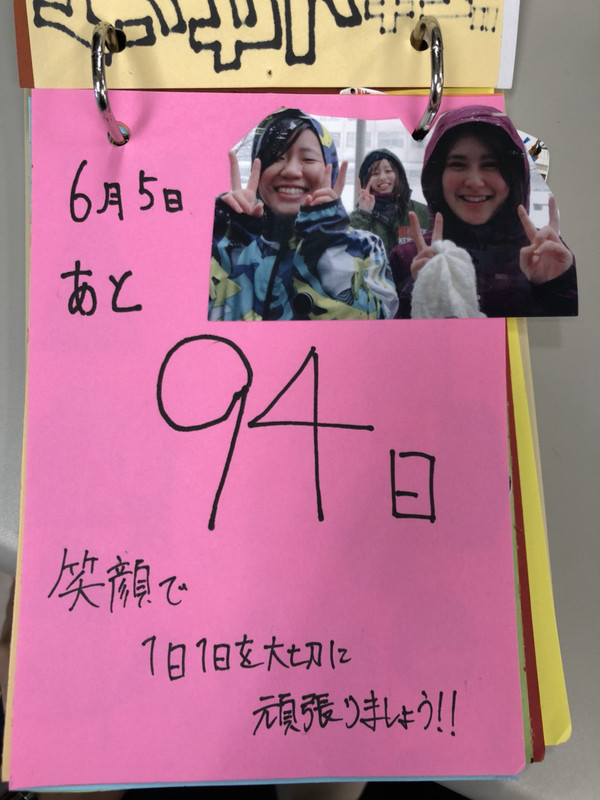 6月5日
あと
94
日
笑顔で
1日1日を大切に
頑張りましょう!!